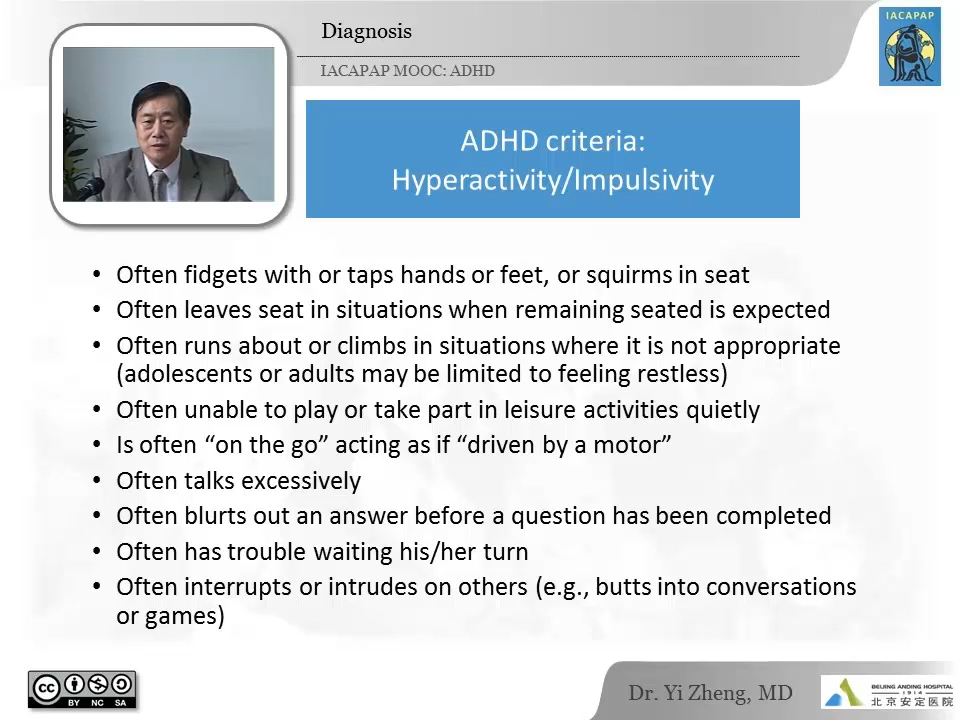 Diagnosis
IACAPAP MOOC: ADHD
IACAPAP
ADHD criteria:
Hyperactivity/Impulsivity
• Often fidgets with or taps hands or feet, or squirms in seat
• Often leaves seat in situations when remaining seated is expected
• Often runs about or climbs in situations where it is not appropriate
(adolescents or adults may be limited to feeling restless)
• Often unable to play or take part in leisure activities quietly
• Is often “on the go” acting as if “driven by a motor”
• Often talks excessively
• Often blurts out an answer before a question has been completed
• Often has trouble waiting his/her turn
• Often interrupts or intrudes on others (e.g., butts into conversations
or games)
cc
BY NC SA
Dr. Yi Zheng, MD
BEIJING ANDING HOSPITAL
1914
北京安定医院